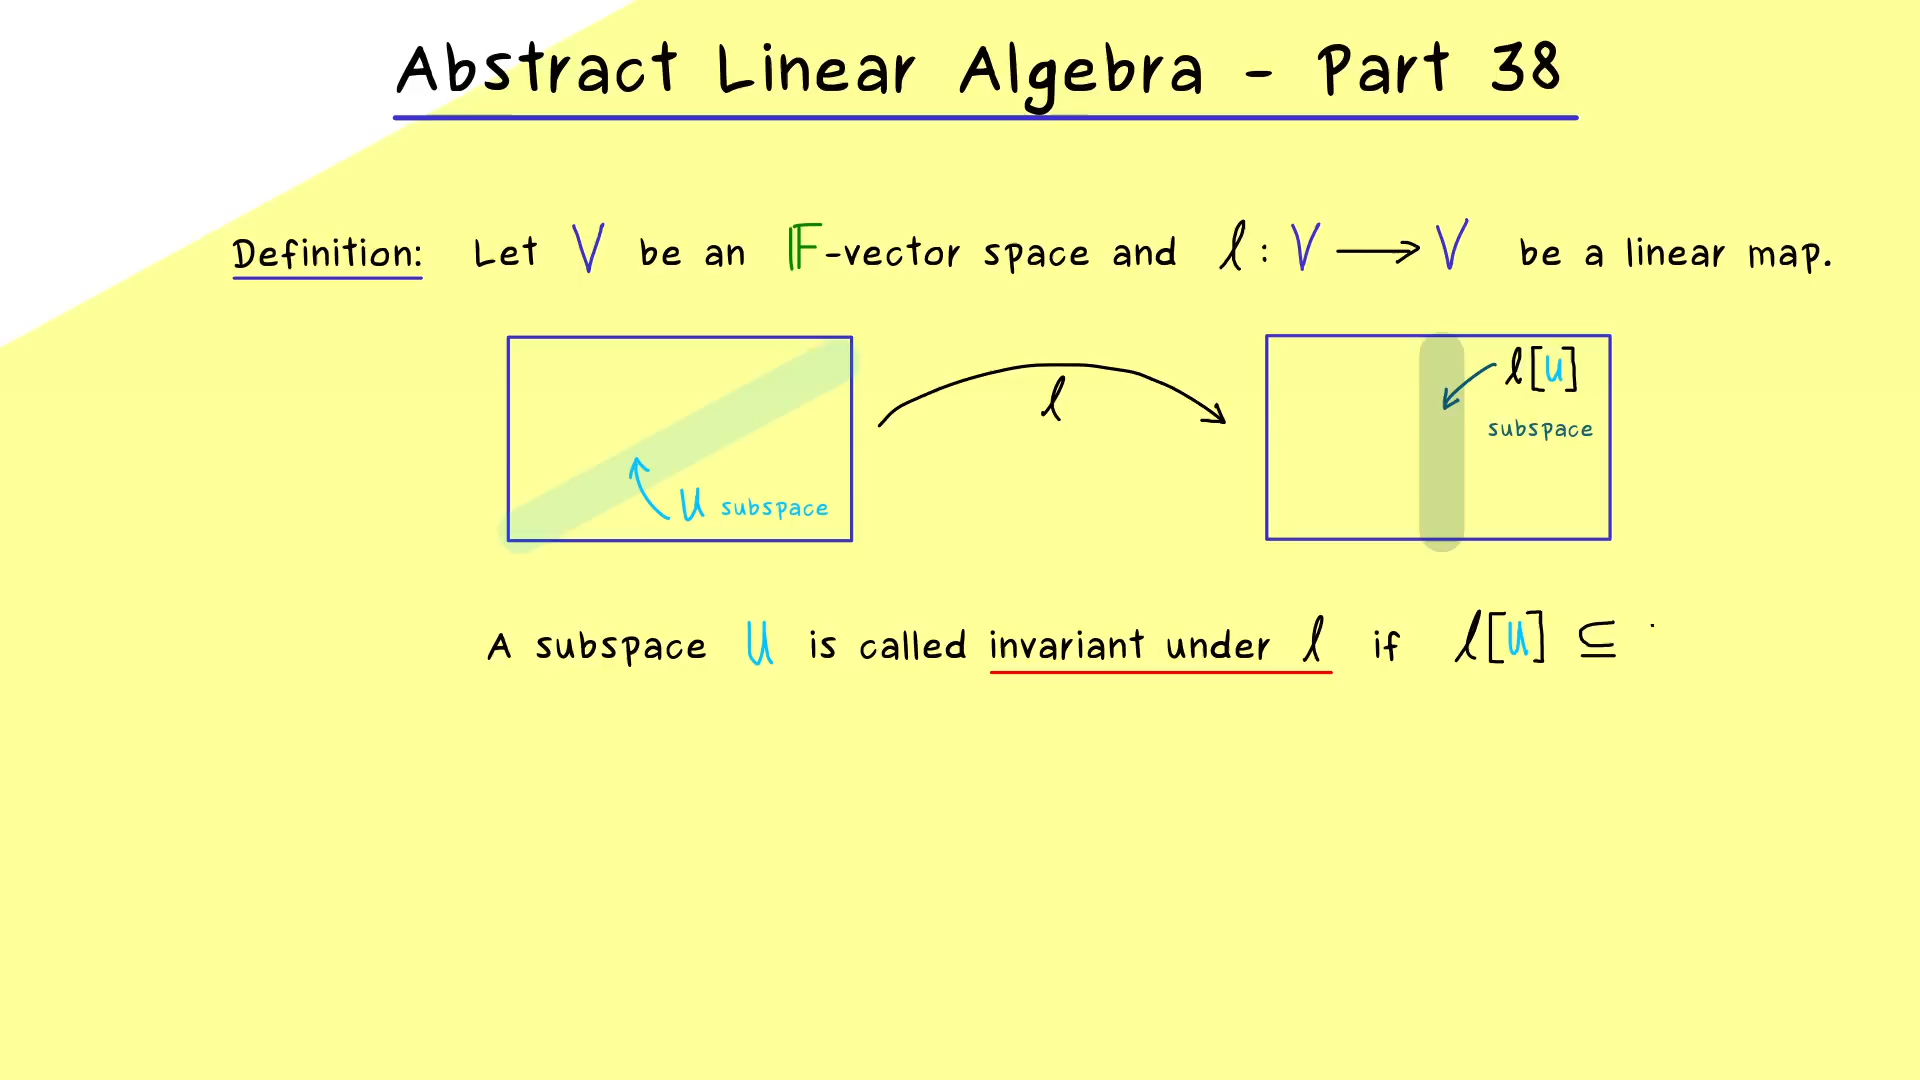 Abstract Linear Algebra - Part 38
Definition: Let V be an 𝔽-vector space and ℓ: V ⟶ V be a linear map.
ℓ[U]
ℓ
subspace
U subspace
A subspace U is called invariant under ℓ if ℓ[U] ⊆